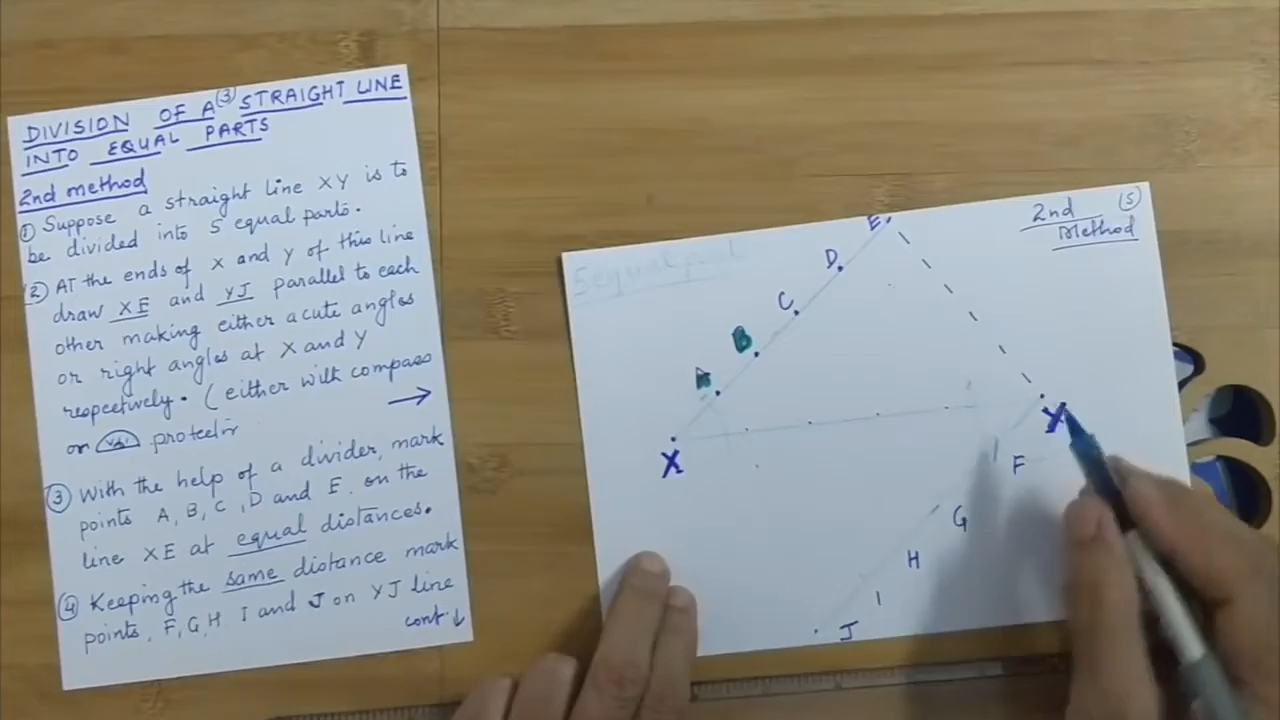 DIVISION OF A (3) STRAIGHT LINE
INTO EQUAL PARTS
2nd method
① Suppose a straight line XY is to
be divided into 5 equal parts.
② AT the ends of X and Y of this line
draw XE and YJ parallel to each
other making either acute angles
or right angles at X and Y
respectively. (either with compass →
or protector
③ With the help of a divider, mark
points A, B, C, D and E, on the
line XE at equal distances.
④ Keeping the same distance mark
points, F, G, H, I and J on YJ line
cont ↓
2nd (5)
Method
5 equal part
E
D
C
B
A
X
F
G
H
I
J